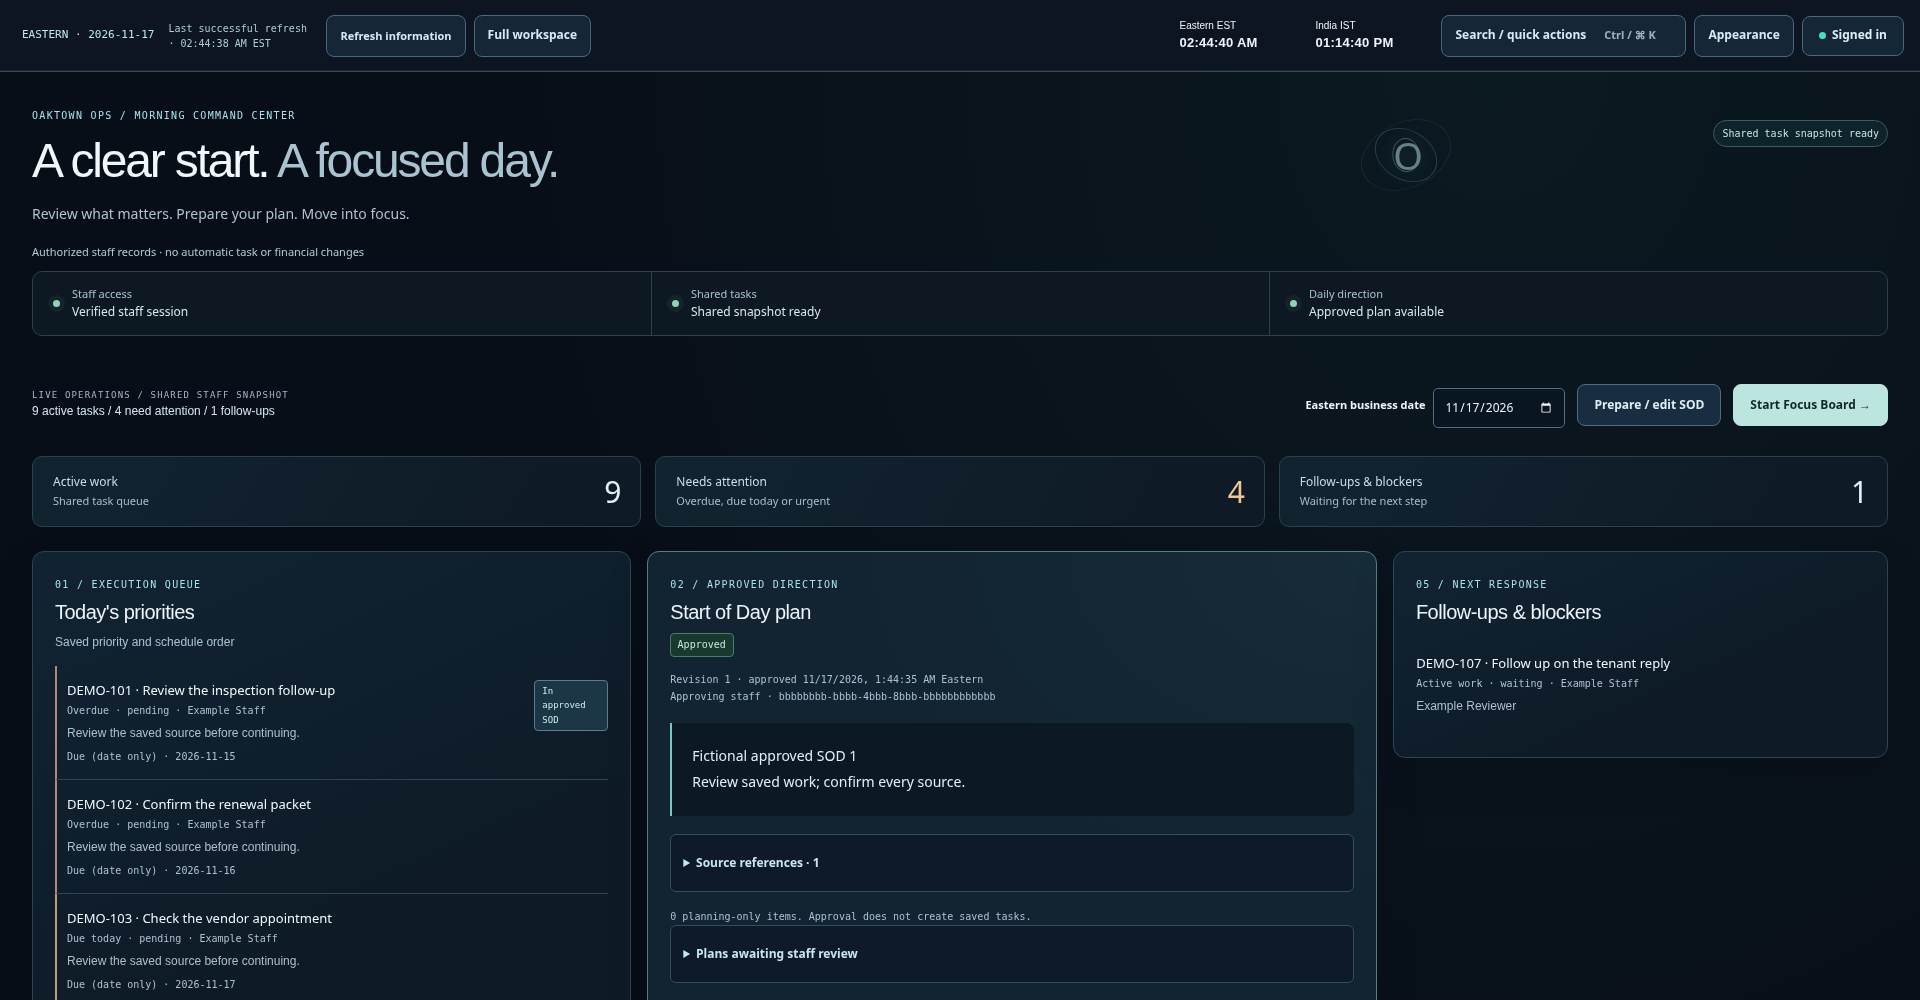 EASTERN · 2026-11-17
Last successful refresh
· 02:44:38 AM EST
Refresh information
Full workspace
Eastern EST
02:44:40 AM
India IST
01:14:40 PM
Search / quick actions Ctrl / ⌘ K
Appearance
Signed in
OAKTOWN OPS / MORNING COMMAND CENTER
A clear start. A focused day.
O
Shared task snapshot ready
Review what matters. Prepare your plan. Move into focus.
Authorized staff records · no automatic task or financial changes
Staff access
Verified staff session
Shared tasks
Shared snapshot ready
Daily direction
Approved plan available
LIVE OPERATIONS / SHARED STAFF SNAPSHOT
9 active tasks / 4 need attention / 1 follow-ups
Eastern business date
11/17/2026
Prepare / edit SOD
Start Focus Board →
Active work
Shared task queue
9
Needs attention
Overdue, due today or urgent
4
Follow-ups & blockers
Waiting for the next step
1
01 / EXECUTION QUEUE
Today's priorities
Saved priority and schedule order
DEMO-101 · Review the inspection follow-up
Overdue · pending · Example Staff
Review the saved source before continuing.
Due (date only) · 2026-11-15
In
approved
SOD
DEMO-102 · Confirm the renewal packet
Overdue · pending · Example Staff
Review the saved source before continuing.
Due (date only) · 2026-11-16
DEMO-103 · Check the vendor appointment
Due today · pending · Example Staff
Review the saved source before continuing.
Due (date only) · 2026-11-17
02 / APPROVED DIRECTION
Start of Day plan
Approved
Revision 1 · approved 11/17/2026, 1:44:35 AM Eastern
Approving staff · bbbbbbbb-bbbb-4bbb-8bbb-bbbbbbbbbbbb
Fictional approved SOD 1
Review saved work; confirm every source.
▶ Source references · 1
0 planning-only items. Approval does not create saved tasks.
▶ Plans awaiting staff review
05 / NEXT RESPONSE
Follow-ups & blockers
DEMO-107 · Follow up on the tenant reply
Active work · waiting · Example Staff
Example Reviewer